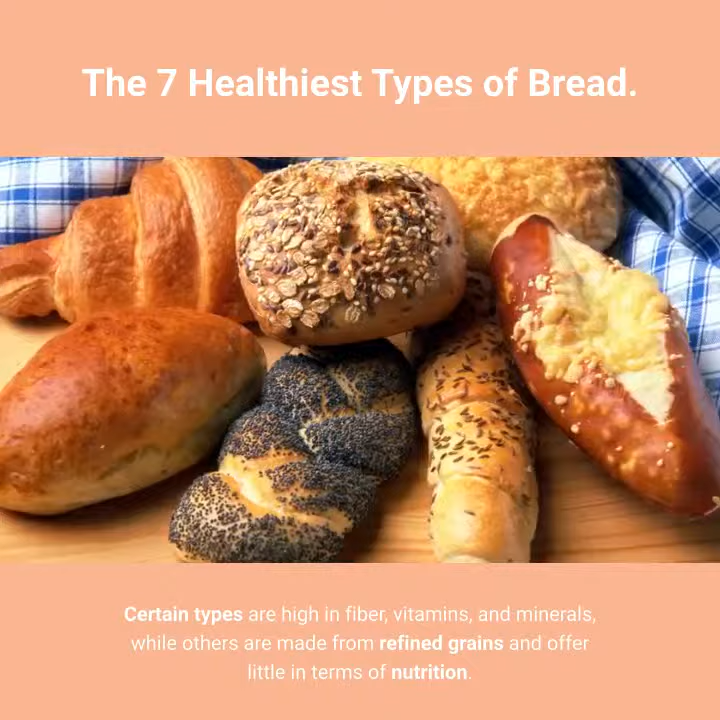 The 7 Healthiest Types of Bread.
Certain types are high in fiber, vitamins, and minerals,
while others are made from refined grains and offer
little in terms of nutrition.